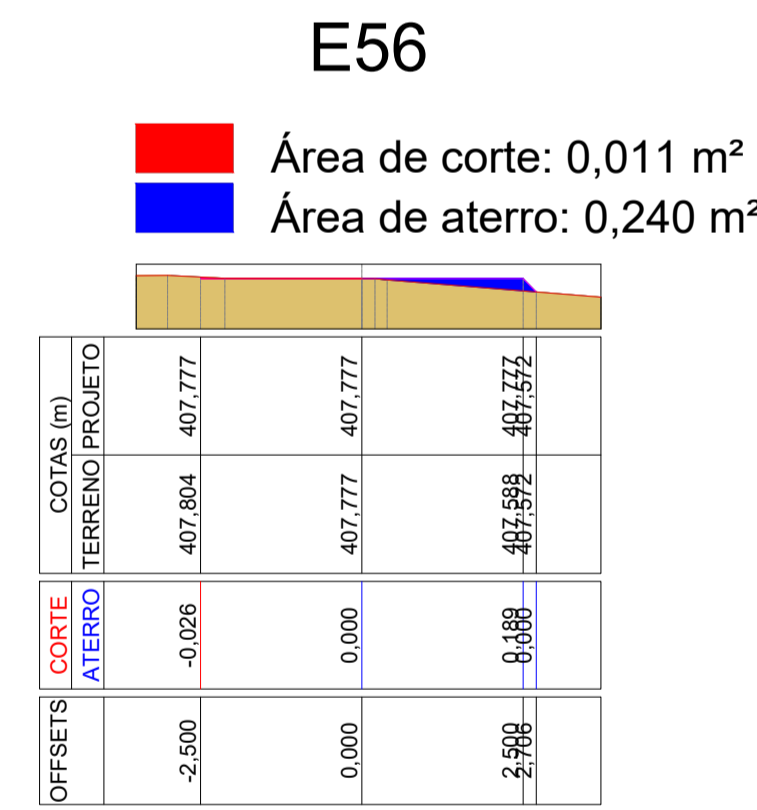 E56
Área de corte: 0,011 m²
Área de aterro: 0,240 m²
COTAS (m)
PROJETO
407,777
407,777
407,777
407,572
TERRENO
407,804
407,777
407,588
407,572
CORTE
ATERRO
-0,026
0,000
0,189
0,000
OFFSETS
-2,500
0,000
2,500
2,706